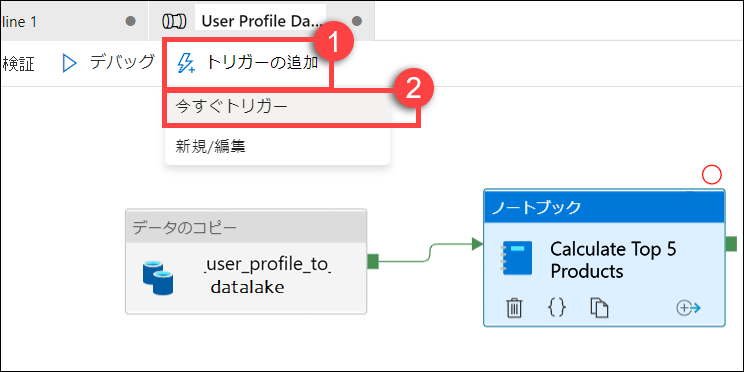 line 1
User Profile Da...
1
検証
デバッグ
トリガーの追加
2
今すぐトリガー
新規/編集
データのコピー
_user_profile_to_
datalake
ノートブック
Calculate Top 5
Products
{}